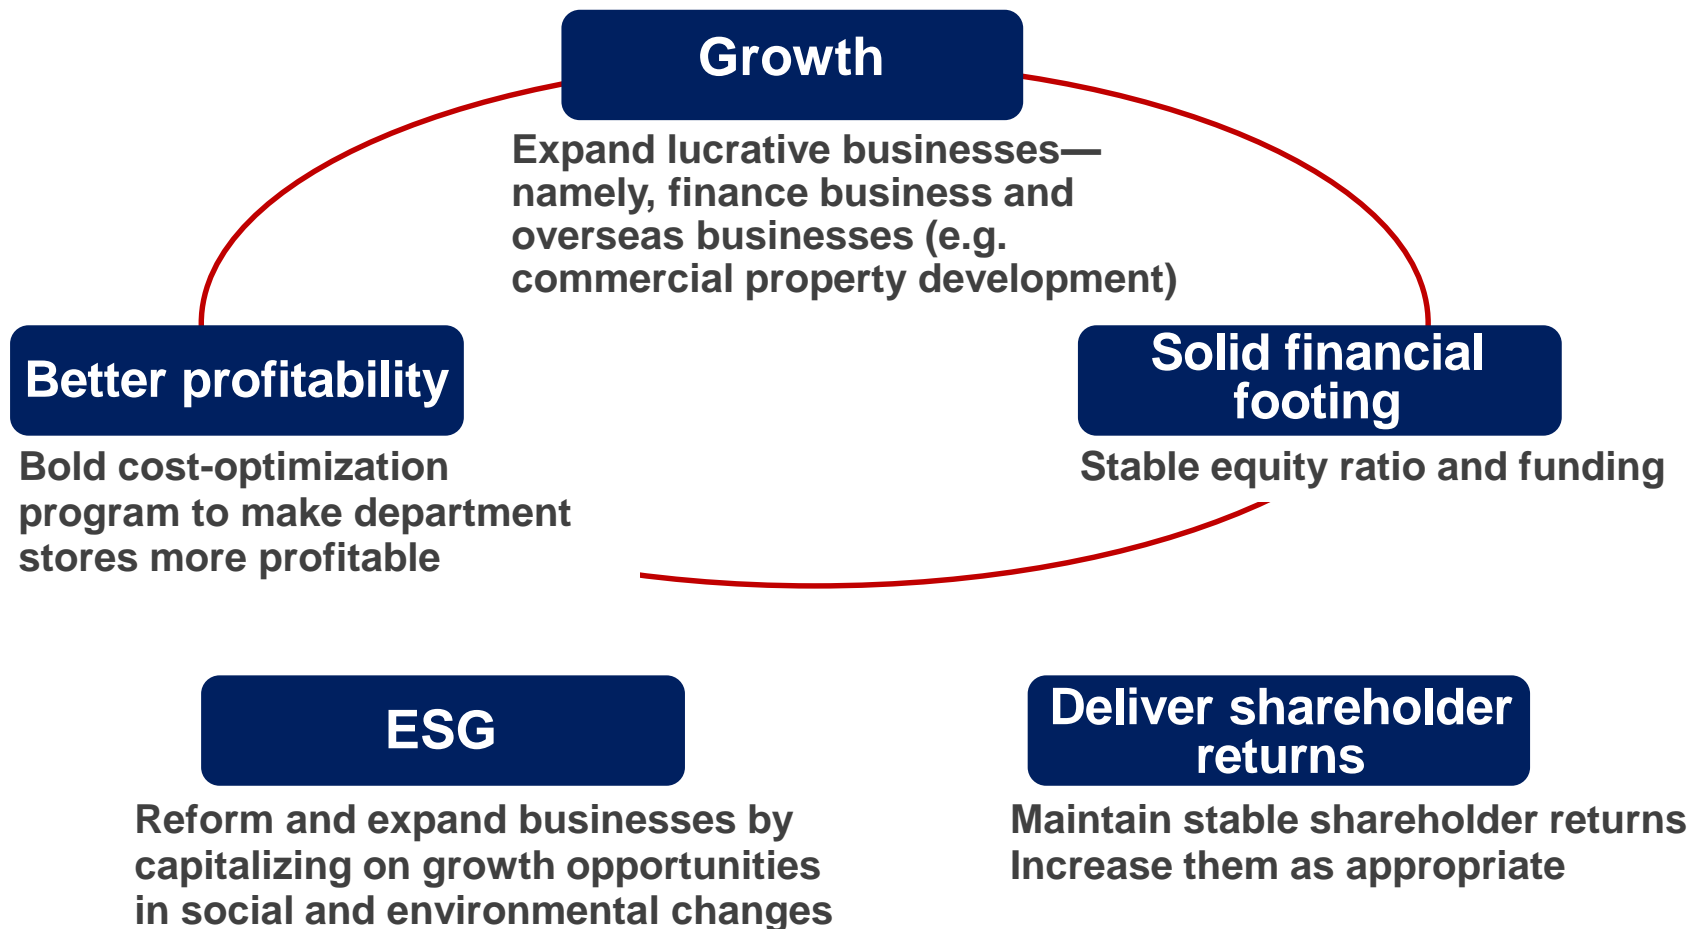 Growth
Expand lucrative businesses—
namely, finance business and
overseas businesses (e.g.
commercial property development)
Better profitability
Bold cost-optimization
program to make department
stores more profitable
Solid financial
footing
Stable equity ratio and funding
ESG
Reform and expand businesses by
capitalizing on growth opportunities
in social and environmental changes
Deliver shareholder
returns
Maintain stable shareholder returns
Increase them as appropriate